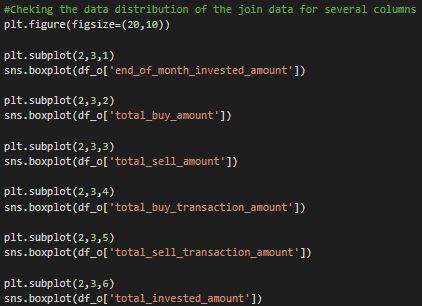 #Cheking the data distribution of the join data for several columns
plt.figure(figsize=(20,10))
plt.subplot(2,3,1)
sns.boxplot(df_o['end_of_month_invested_amount'])
plt.subplot(2,3,2)
sns.boxplot(df_o['total_buy_amount'])
plt.subplot(2,3,3)
sns.boxplot(df_o['total_sell_amount'])
plt.subplot(2,3,4)
sns.boxplot(df_o['total_buy_transaction_amount'])
plt.subplot(2,3,5)
sns.boxplot(df_o['total_sell_transaction_amount'])
plt.subplot(2,3,6)
sns.boxplot(df_o['total_invested_amount'])